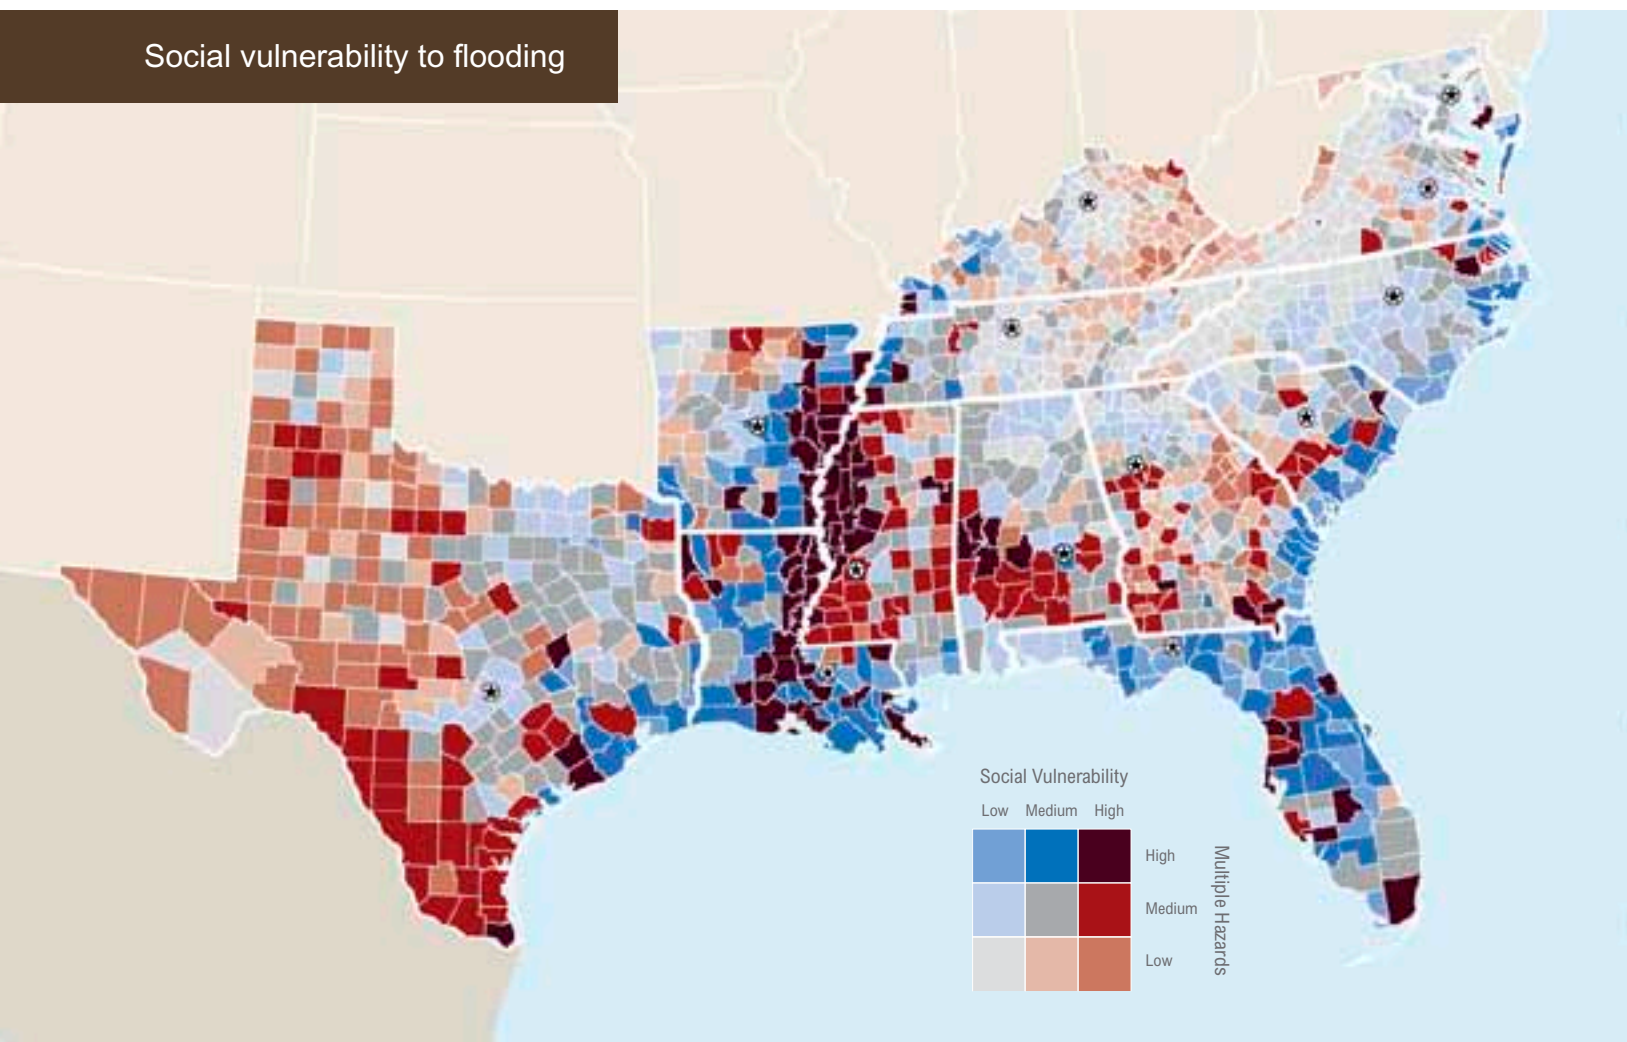 Social vulnerability to flooding
Social Vulnerability
Low Medium High
High
Medium
Low
Multiple Hazards